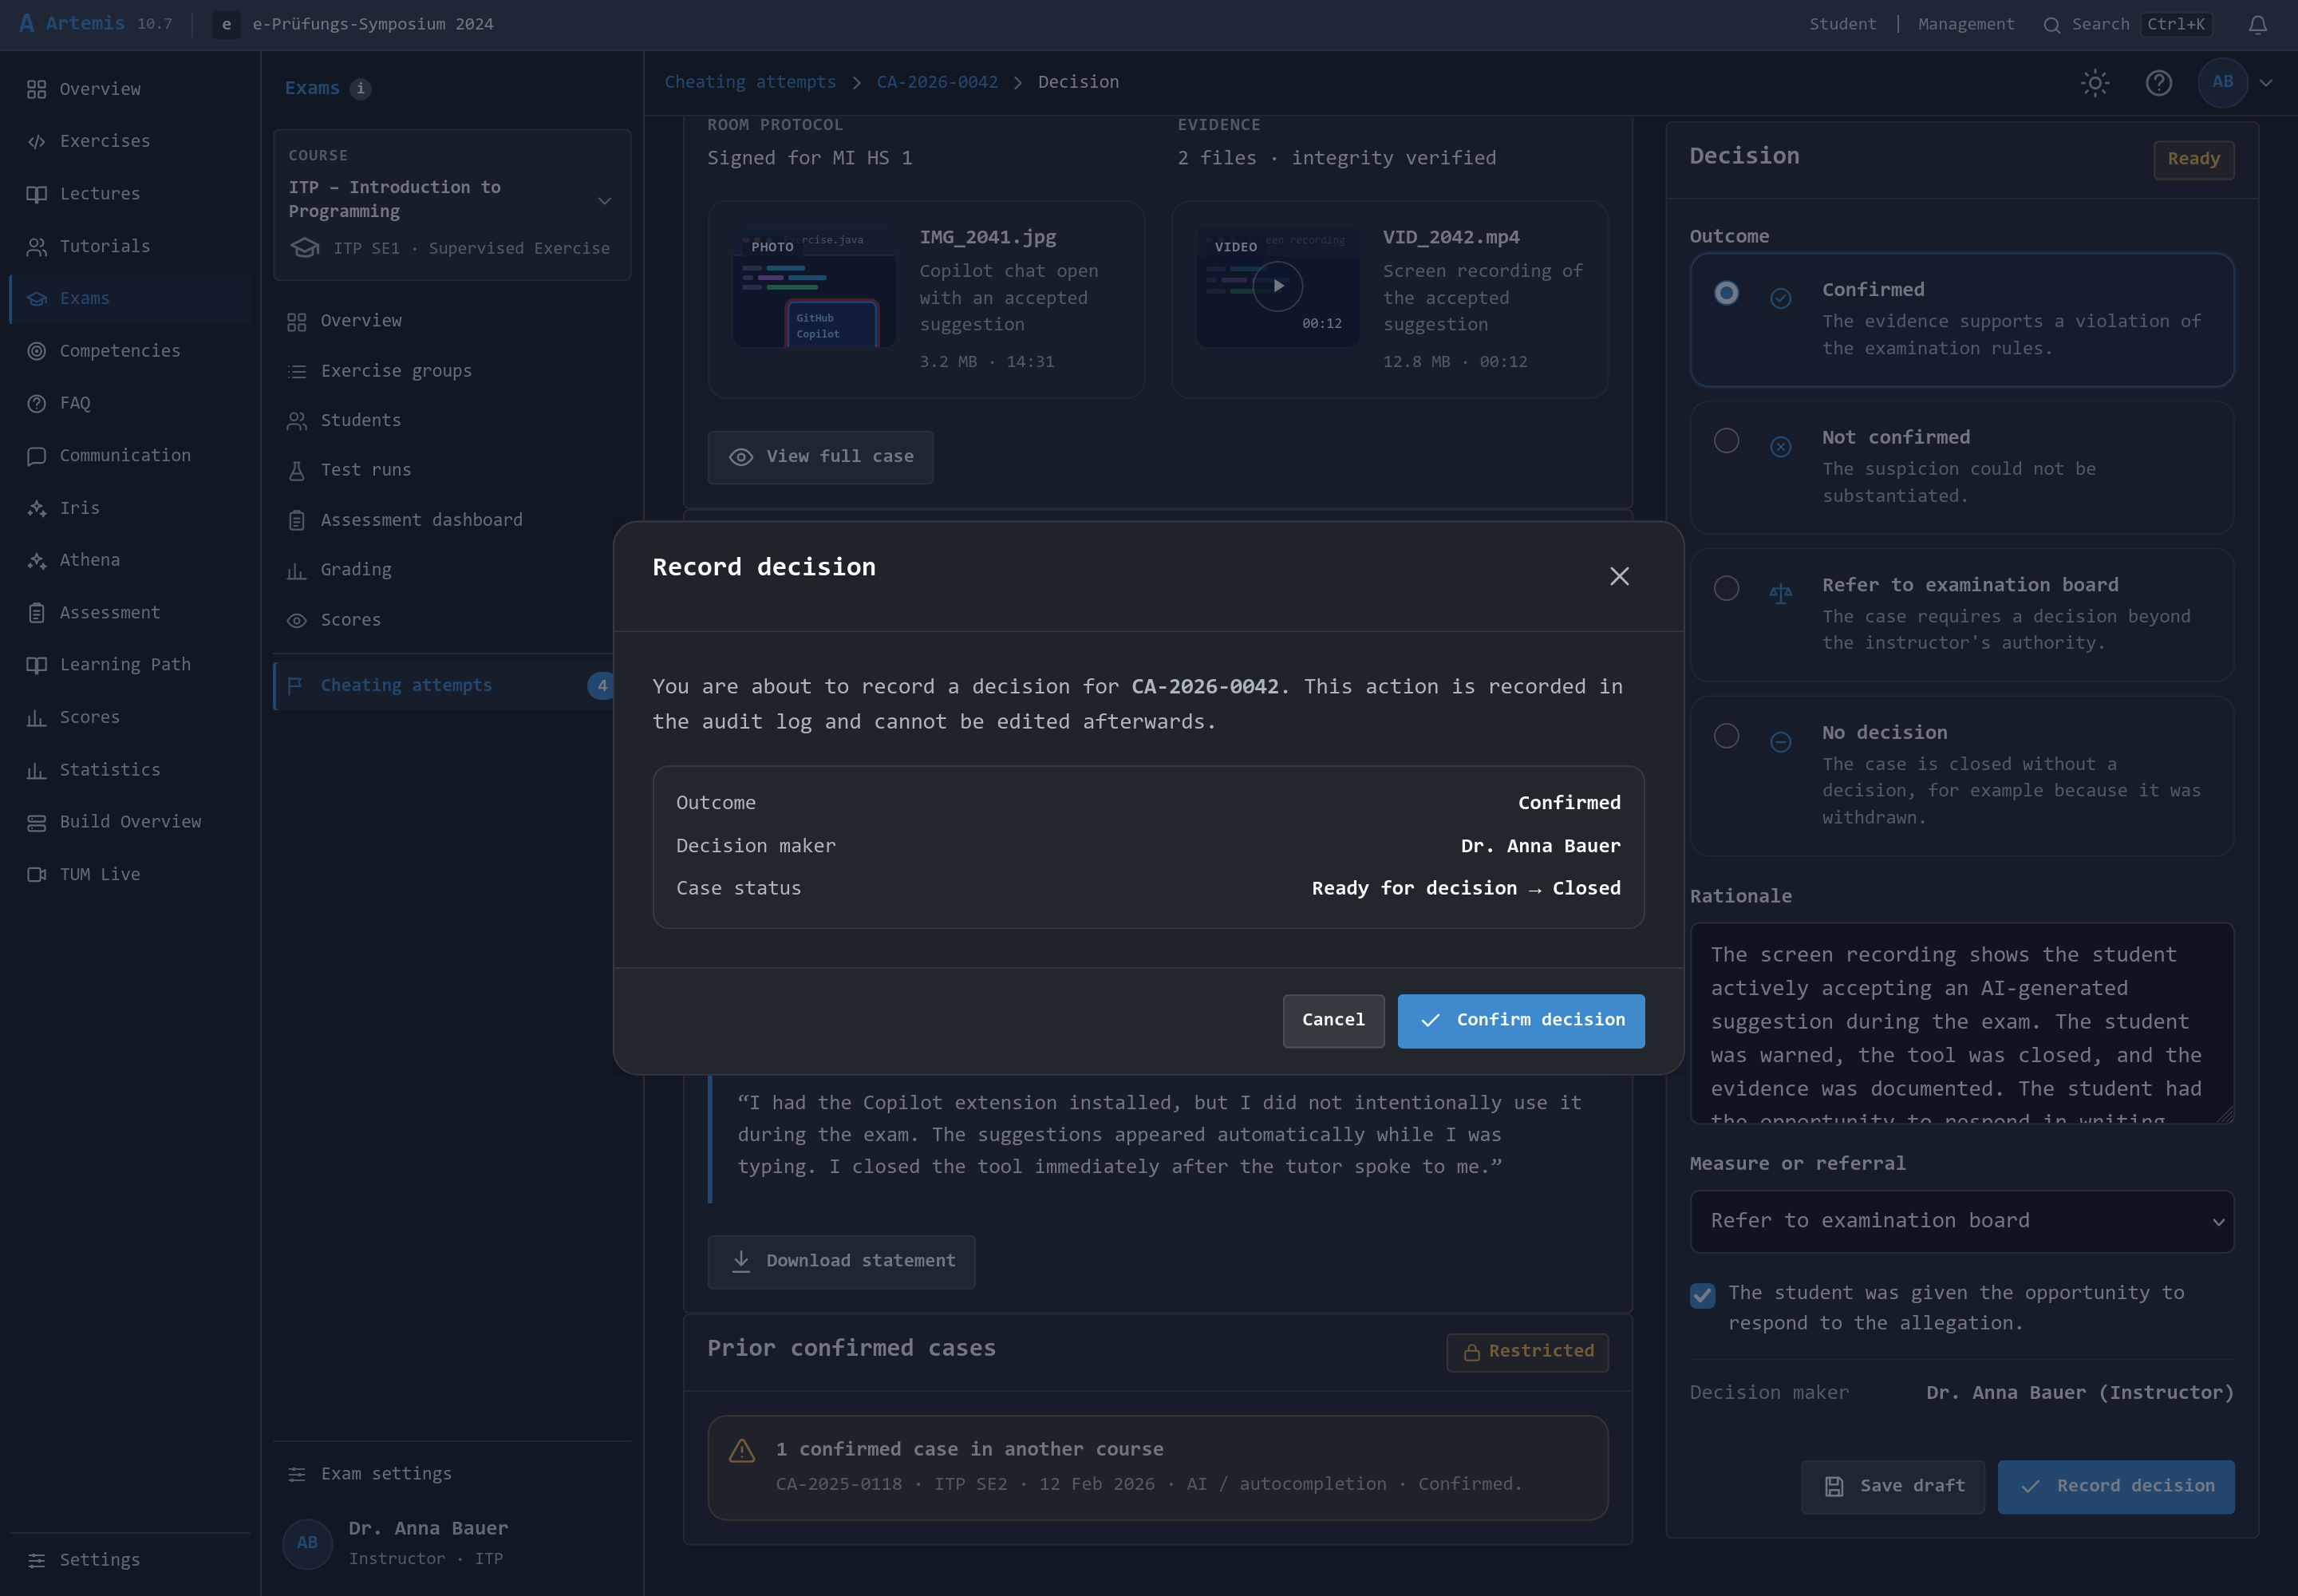 A Artemis 10.7
e e-Prüfungs-Symposium 2024
Student | Management Search Ctrl+K
Overview
Exercises
Lectures
Tutorials
Exams
Competencies
FAQ
Communication
Iris
Athena
Assessment
Learning Path
Scores
Statistics
Build Overview
TUM Live
Settings
Exams i
COURSE
ITP – Introduction to
Programming
ITP SE1 · Supervised Exercise
Overview
Exercise groups
Students
Test runs
Assessment dashboard
Grading
Scores
Cheating attempts 4
Exam settings
AB
Dr. Anna Bauer
Instructor · ITP
Cheating attempts > CA-2026-0042 > Decision
AB
ROOM PROTOCOL
Signed for MI HS 1
EVIDENCE
2 files · integrity verified
PHOTO
GitHub
Copilot
IMG_2041.jpg
Copilot chat open
with an accepted
suggestion
3.2 MB · 14:31
VIDEO
00:12
VID_2042.mp4
Screen recording of
the accepted
suggestion
12.8 MB · 00:12
View full case
Record decision
You are about to record a decision for CA-2026-0042. This action is recorded in
the audit log and cannot be edited afterwards.
Outcome Confirmed
Decision maker Dr. Anna Bauer
Case status Ready for decision → Closed
Cancel
Confirm decision
“I had the Copilot extension installed, but I did not intentionally use it
during the exam. The suggestions appeared automatically while I was
typing. I closed the tool immediately after the tutor spoke to me.”
Download statement
Prior confirmed cases
Restricted
1 confirmed case in another course
CA-2025-0118 · ITP SE2 · 12 Feb 2026 · AI / autocompletion · Confirmed.
Decision
Ready
Outcome
Confirmed
The evidence supports a violation of
the examination rules.
Not confirmed
The suspicion could not be
substantiated.
Refer to examination board
The case requires a decision beyond
the instructor's authority.
No decision
The case is closed without a
decision, for example because it was
withdrawn.
Rationale
The screen recording shows the student
actively accepting an AI-generated
suggestion during the exam. The student
was warned, the tool was closed, and the
evidence was documented. The student had
the opportunity to respond in writing
Measure or referral
Refer to examination board
The student was given the opportunity to
respond to the allegation.
Decision maker Dr. Anna Bauer (Instructor)
Save draft
Record decision